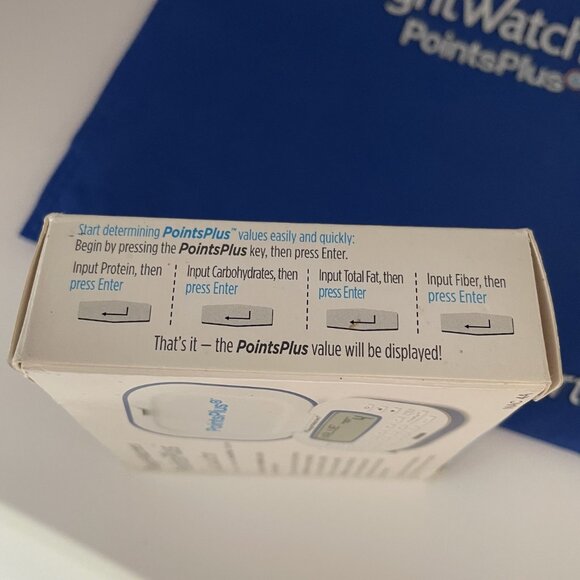 ghtWatch
PointsPlus
Start determining PointsPlus™ values easily and quickly:
Begin by pressing the PointsPlus key, then press Enter.
Input Protein, then
press Enter
Input Carbohydrates, then
press Enter
Input Total Fat, then
press Enter
Input Fiber, then
press Enter
That's it – the PointsPlus value will be displayed!
PointsPlus